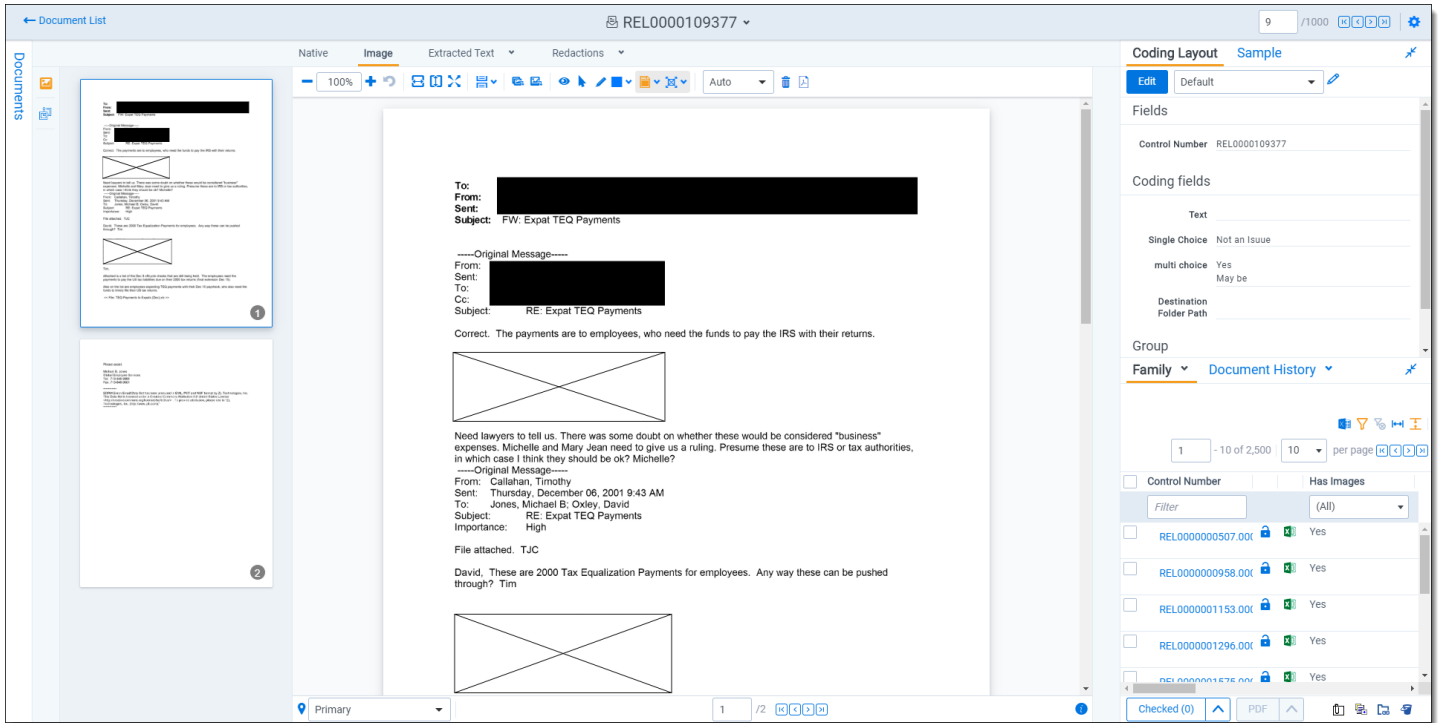 ← Document List
REL0000109377
9 /1000
Documents
Native Image Extracted Text Redactions
100% Auto
To:
From:
Sent:
Subject: FW: Expat TEQ Payments
-----Original Message-----
From:
Sent:
To:
Cc:
Subject: RE: Expat TEQ Payments
Correct. The payments are to employees, who need the funds to pay the IRS with their returns.
Need lawyers to tell us. There was some doubt on whether these would be considered "business"
expenses. Michelle and Mary Jean need to give us a ruling. Presume these are to IRS or tax authorities,
in which case I think they should be ok? Michelle?
-----Original Message-----
From: Callahan, Timothy
Sent: Thursday, December 06, 2001 9:43 AM
To: Jones, Michael B; Oxley, David
Subject: RE: Expat TEQ Payments
Importance: High
File attached. TJC
David, These are 2000 Tax Equalization Payments for employees. Any way these can be pushed
through? Tim
1
2
Primary
1 /2
Coding Layout Sample
Edit Default
Fields
Control Number REL0000109377
Coding fields
Text
Single Choice Not an Isuue
multi choice Yes
May be
Destination
Folder Path
Group
Family Document History
1 - 10 of 2,500 10 per page
Control Number Has Images
Filter (All)
REL0000000507.00 Yes
REL0000000958.00 Yes
REL0000001153.00 Yes
REL0000001296.00 Yes
REL0000001575.00 Yes
Checked (0) PDF